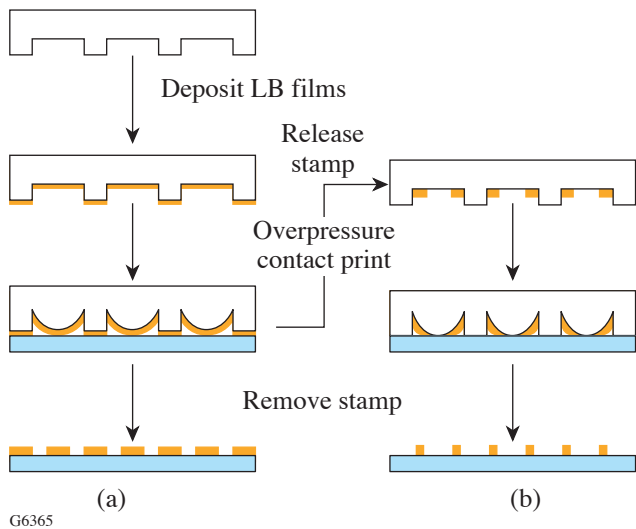 Deposit LB films
Release
stamp
Overpressure
contact print
Remove stamp
(a)
(b)
G6365